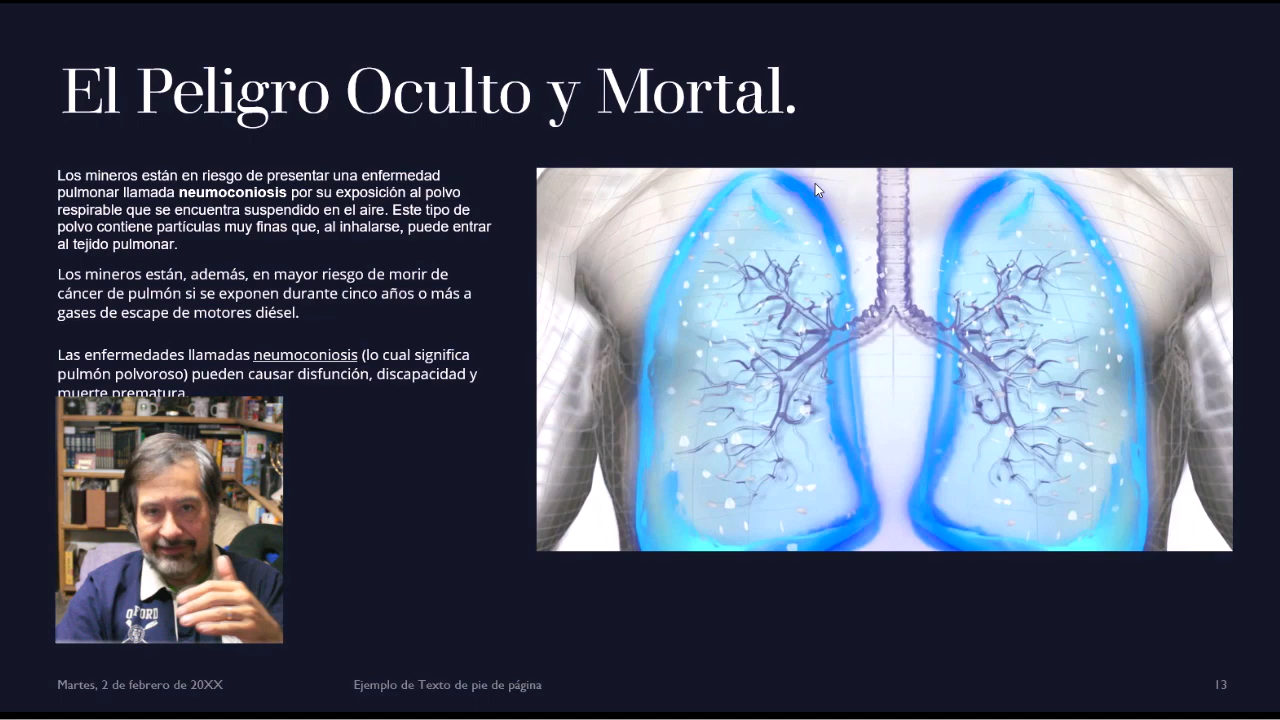 El Peligro Oculto y Mortal.
Los mineros están en riesgo de presentar una enfermedad
pulmonar llamada neumoconiosis por su exposición al polvo
respirable que se encuentra suspendido en el aire. Este tipo de
polvo contiene partículas muy finas que, al inhalarse, puede entrar
al tejido pulmonar.
Los mineros están, además, en mayor riesgo de morir de
cáncer de pulmón si se exponen durante cinco años o más a
gases de escape de motores diésel.
Las enfermedades llamadas neumoconiosis (lo cual significa
pulmón polvoroso) pueden causar disfunción, discapacidad y
muerte prematura.
OXFORD
Martes, 2 de febrero de 20XX
Ejemplo de Texto de pie de página
13